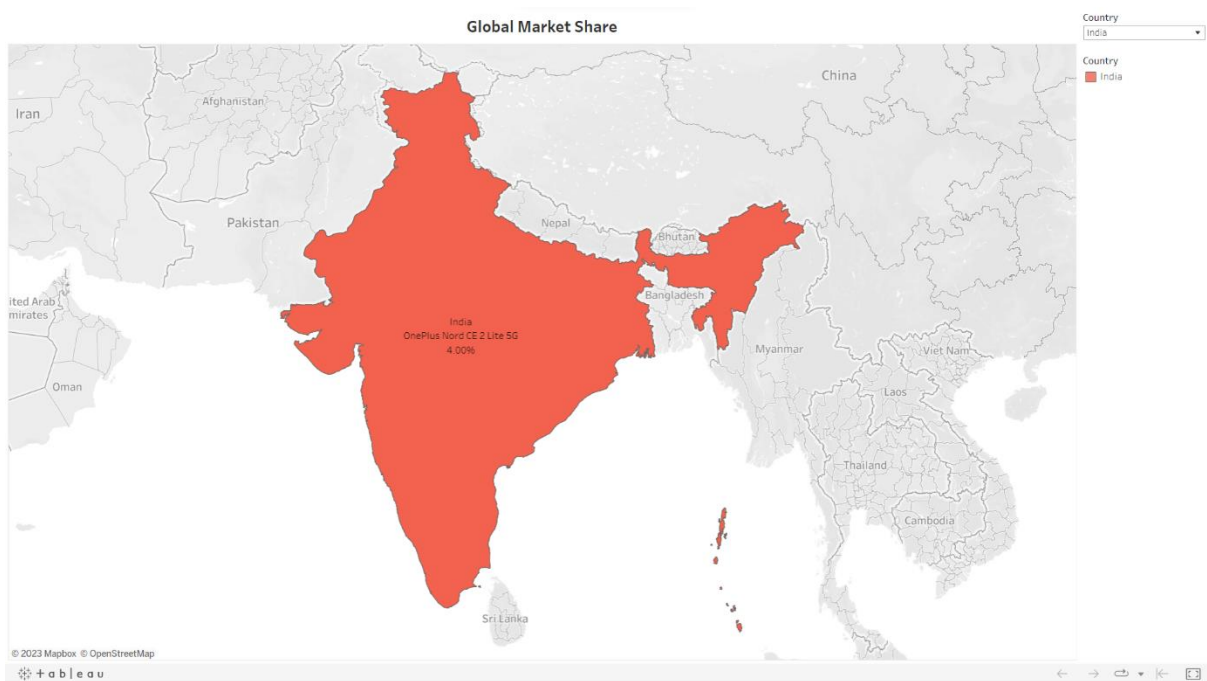 Global Market Share
Country
India
Country
India
China
Afghanistan
Iran
Pakistan
Nepal
Bhutan
ited Arab
mirates
Bangladesh
India
OnePlus Nord CE 2 Lite 5G
4.00%
Myanmar
Viet Nam
Oman
Laos
Thailand
Cambodia
Sri Lanka
© 2023 Mapbox © OpenStreetMap
+ableau